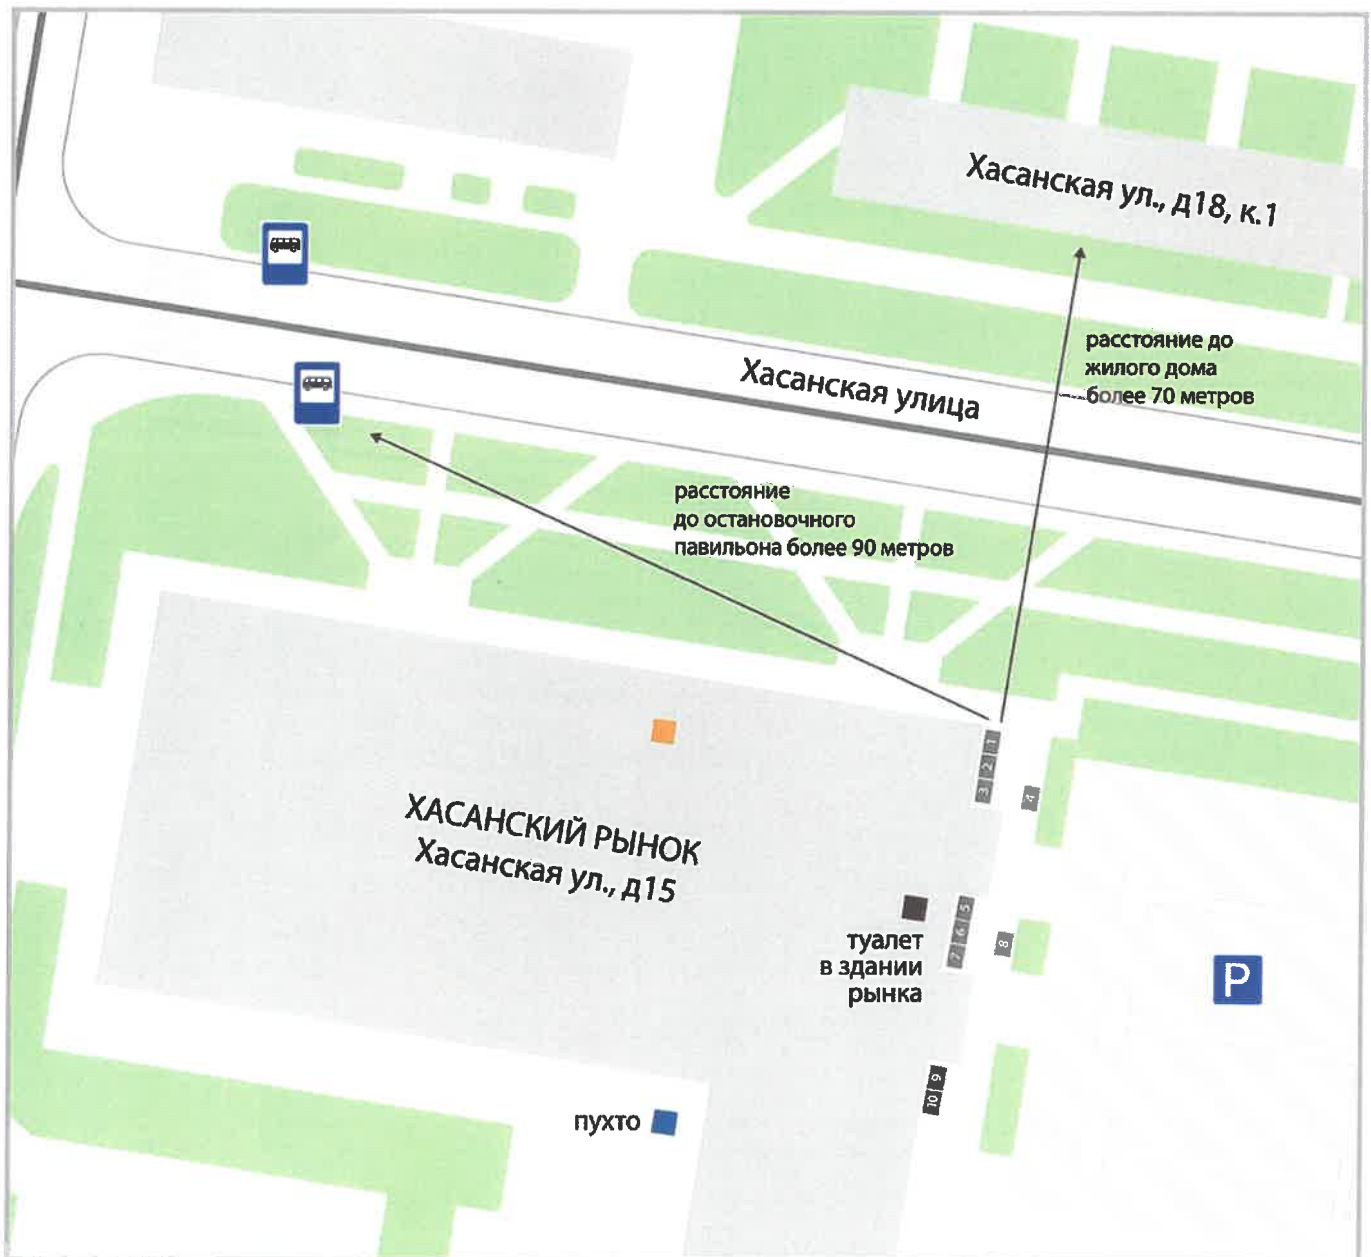 Хасанская ул., д18, к.1
расстояние до
жилого дома
более 70 метров
Хасанская улица
расстояние
до остановочного
павильона более 90 метров
1
2
3
4
ХАСАНСКИЙ РЫНОК
Хасанская ул., д15
5
6
7
8
туалет
в здании
рынка
P
9
10
пухто